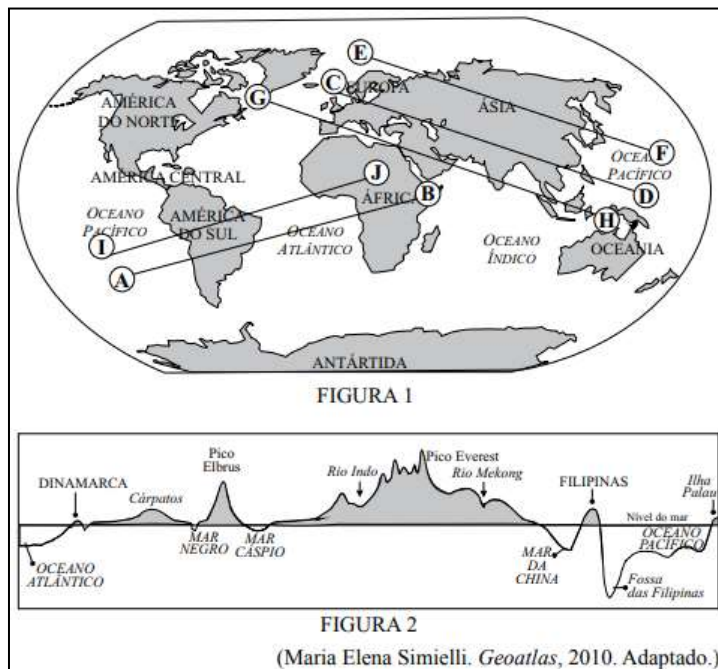 E
C
EUROPA
G
AMÉRICA
DO NORTE
ÁSIA
F
OCEANO
PACÍFICO
AMÉRICA CENTRAL
J
B
D
ÁFRICA
OCEANO
PACÍFICO
AMÉRICA
DO SUL
OCEANO
ATLÂNTICO
H
I
OCEANO
ÍNDICO
OCEANIA
A
ANTÁRTIDA
FIGURA 1
Pico
Elbrus
Pico Everest
DINAMARCA
Cárpatos
Rio Indo
Rio Mekong
FILIPINAS
Ilha
Palau
Nível do mar
MAR
NEGRO
MAR
CÁSPIO
OCEANO
PACÍFICO
OCEANO
ATLÂNTICO
MAR
DA
CHINA
Fossa
das Filipinas
FIGURA 2
(Maria Elena Simielli. Geoatlas, 2010. Adaptado.)